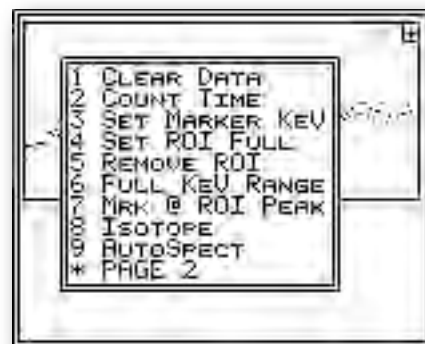 1 CLEAR DATA
2 COUNT TIME
3 SET MARKER KEV
4 SET ROI FULL
5 REMOVE ROI
6 FULL KEV RANGE
7 MRK @ ROI PEAK
8 ISOTOPE
9 AUTOSPECT
* PAGE 2